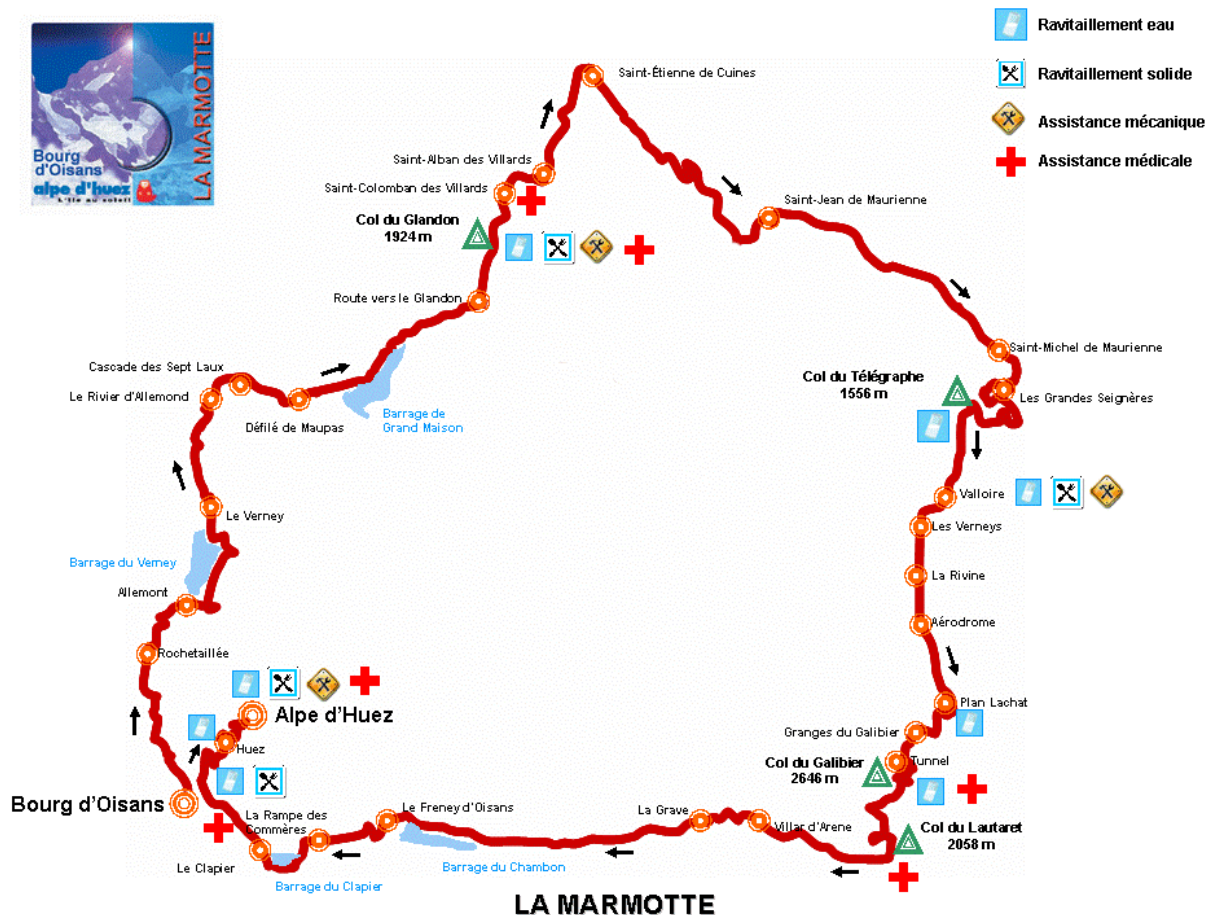 LA MARMOTTE
Bourg
d'Oisans
alpe d'huez
L'île au soleil
Ravitaillement eau
Ravitaillement solide
Assistance mécanique
Assistance médicale
Saint-Étienne de Cuines
Saint-Alban des Villards
Saint-Colomban des Villards
Col du Glandon
1924 m
Saint-Jean de Maurienne
Route vers le Glandon
Saint-Michel de Maurienne
Cascade des Sept Laux
Le Rivier d'Allemond
Défilé de Maupas
Barrage de
Grand Maison
Col du Télégraphe
1556 m
Les Grandes Seignères
Valloire
Le Verney
Les Verneys
Barrage du Verney
La Rivine
Allemont
Aérodrome
Rochetaillée
Plan Lachat
Alpe d'Huez
Huez
Granges du Galibier
Tunnel
Col du Galibier
2646 m
Bourg d'Oisans
La Rampe des
Commères
Le Freney d'Oisans
La Grave
Villar d'Arene
Col du Lautaret
2058 m
Le Clapier
Barrage du Clapier
Barrage du Chambon
LA MARMOTTE